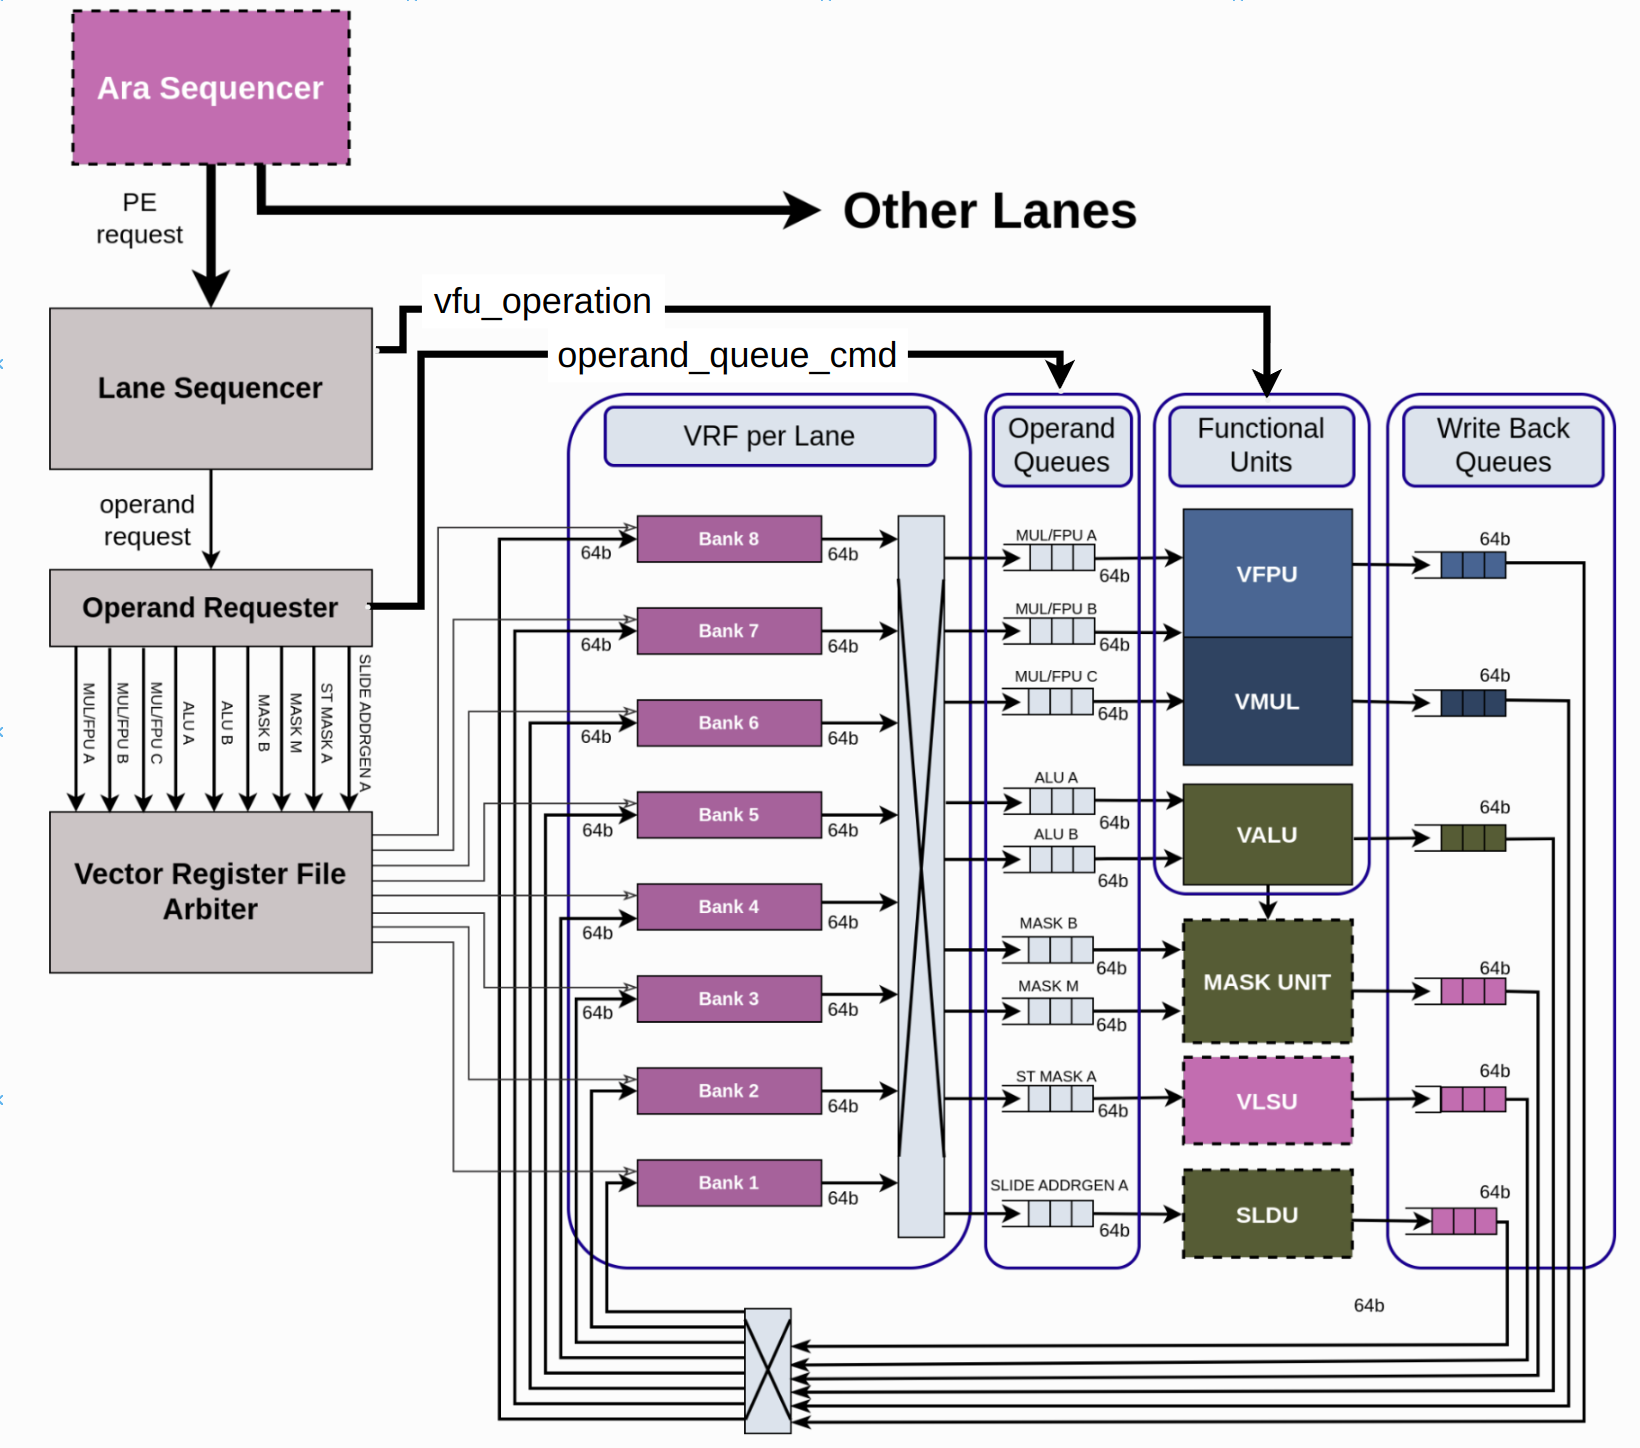 Ara Sequencer
PE
request
Other Lanes
vfu_operation
operand_queue_cmd
Lane Sequencer
operand
request
Operand Requester
MUL/FPU A
MUL/FPU B
MUL/FPU C
ALU A
ALU B
MASK B
MASK M
ST MASK A
SLIDE ADDRGEN A
Vector Register File
Arbiter
VRF per Lane
Bank 8
64b
64b
Bank 7
64b
64b
Bank 6
64b
64b
Bank 5
64b
64b
Bank 4
64b
64b
Bank 3
64b
64b
Bank 2
64b
Bank 1
64b
Operand
Queues
MUL/FPU A
64b
MUL/FPU B
64b
MUL/FPU C
64b
ALU A
64b
ALU B
64b
MASK B
64b
MASK M
64b
ST MASK A
64b
SLIDE ADDRGEN A
64b
Functional
Units
VFPU
VMUL
VALU
MASK UNIT
VLSU
SLDU
Write Back
Queues
64b
64b
64b
64b
64b
64b
64b